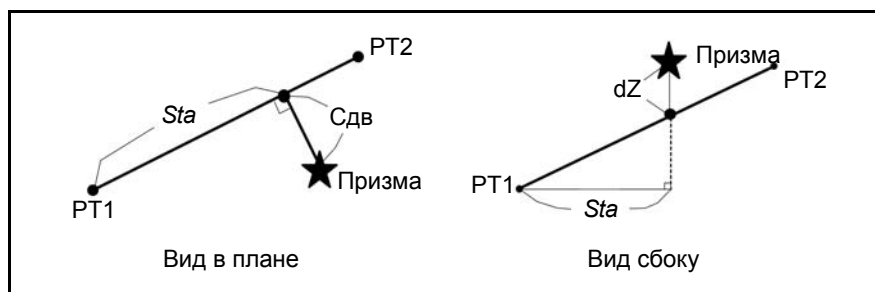 PT2
Sta
Сдв
Призма
PT1
Вид в плане
Призма
PT2
dZ
PT1
Sta
Вид сбоку